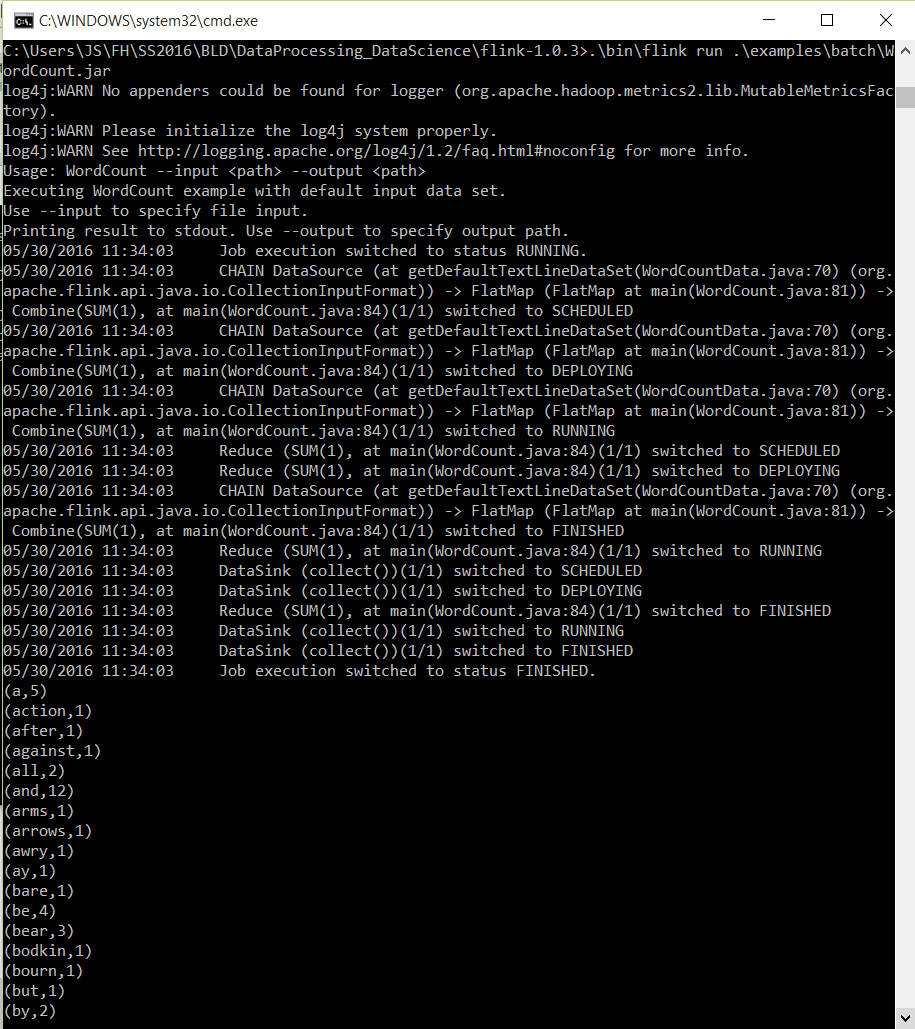 C:\WINDOWS\system32\cmd.exe
C:\Users\JS\FH\SS2016\BLD\DataProcessing_DataScience\flink-1.0.3>.\bin\flink run .\examples\batch\W
ordCount.jar
log4j:WARN No appenders could be found for logger (org.apache.hadoop.metrics2.lib.MutableMetricsFac
tory).
log4j:WARN Please initialize the log4j system properly.
log4j:WARN See http://logging.apache.org/log4j/1.2/faq.html#noconfig for more info.
Usage: WordCount --input <path> --output <path>
Executing WordCount example with default input data set.
Use --input to specify file input.
Printing result to stdout. Use --output to specify output path.
05/30/2016 11:34:03     Job execution switched to status RUNNING.
05/30/2016 11:34:03     CHAIN DataSource (at getDefaultTextLineDataSet(WordCountData.java:70) (org.
apache.flink.api.java.io.CollectionInputFormat)) -> FlatMap (FlatMap at main(WordCount.java:81)) ->
 Combine(SUM(1), at main(WordCount.java:84)(1/1) switched to SCHEDULED
05/30/2016 11:34:03     CHAIN DataSource (at getDefaultTextLineDataSet(WordCountData.java:70) (org.
apache.flink.api.java.io.CollectionInputFormat)) -> FlatMap (FlatMap at main(WordCount.java:81)) ->
 Combine(SUM(1), at main(WordCount.java:84)(1/1) switched to DEPLOYING
05/30/2016 11:34:03     CHAIN DataSource (at getDefaultTextLineDataSet(WordCountData.java:70) (org.
apache.flink.api.java.io.CollectionInputFormat)) -> FlatMap (FlatMap at main(WordCount.java:81)) ->
 Combine(SUM(1), at main(WordCount.java:84)(1/1) switched to RUNNING
05/30/2016 11:34:03     Reduce (SUM(1), at main(WordCount.java:84)(1/1) switched to SCHEDULED
05/30/2016 11:34:03     Reduce (SUM(1), at main(WordCount.java:84)(1/1) switched to DEPLOYING
05/30/2016 11:34:03     CHAIN DataSource (at getDefaultTextLineDataSet(WordCountData.java:70) (org.
apache.flink.api.java.io.CollectionInputFormat)) -> FlatMap (FlatMap at main(WordCount.java:81)) ->
 Combine(SUM(1), at main(WordCount.java:84)(1/1) switched to FINISHED
05/30/2016 11:34:03     Reduce (SUM(1), at main(WordCount.java:84)(1/1) switched to RUNNING
05/30/2016 11:34:03     DataSink (collect())(1/1) switched to SCHEDULED
05/30/2016 11:34:03     DataSink (collect())(1/1) switched to DEPLOYING
05/30/2016 11:34:03     Reduce (SUM(1), at main(WordCount.java:84)(1/1) switched to FINISHED
05/30/2016 11:34:03     DataSink (collect())(1/1) switched to RUNNING
05/30/2016 11:34:03     DataSink (collect())(1/1) switched to FINISHED
05/30/2016 11:34:03     Job execution switched to status FINISHED.
(a,5)
(action,1)
(after,1)
(against,1)
(all,2)
(and,12)
(arms,1)
(arrows,1)
(awry,1)
(ay,1)
(bare,1)
(be,4)
(bear,3)
(bodkin,1)
(bourn,1)
(but,1)
(by,2)